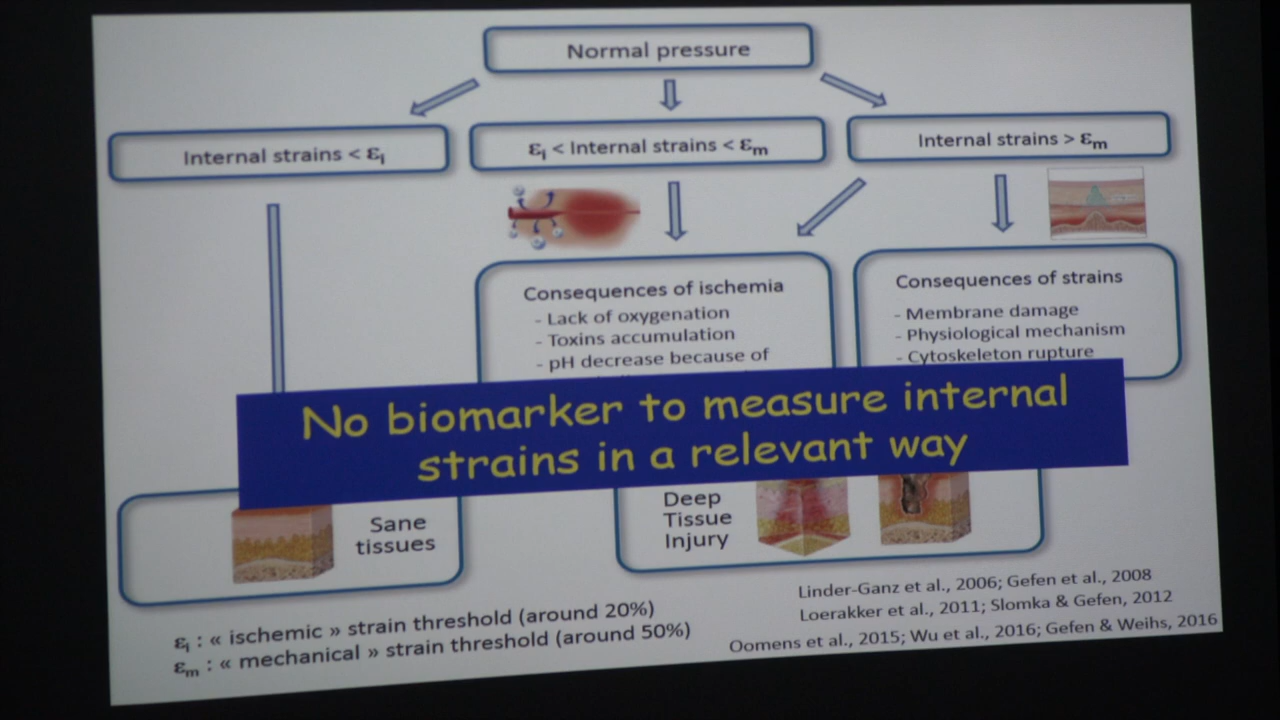 Normal pressure
Internal strains < εi
εi < Internal strains < εm
Internal strains > εm
Consequences of ischemia
- Lack of oxygenation
- Toxins accumulation
- pH decrease because of
Consequences of strains
- Membrane damage
- Physiological mechanism
- Cytoskeleton rupture
No biomarker to measure internal
strains in a relevant way
Sane
tissues
Deep
Tissue
Injury
εi : « ischemic » strain threshold (around 20%)
εm : « mechanical » strain threshold (around 50%)
Linder-Ganz et al., 2006; Gefen et al., 2008
Loerakker et al., 2011; Slomka & Gefen, 2012
Oomens et al., 2015; Wu et al., 2016; Gefen & Weihs, 2016